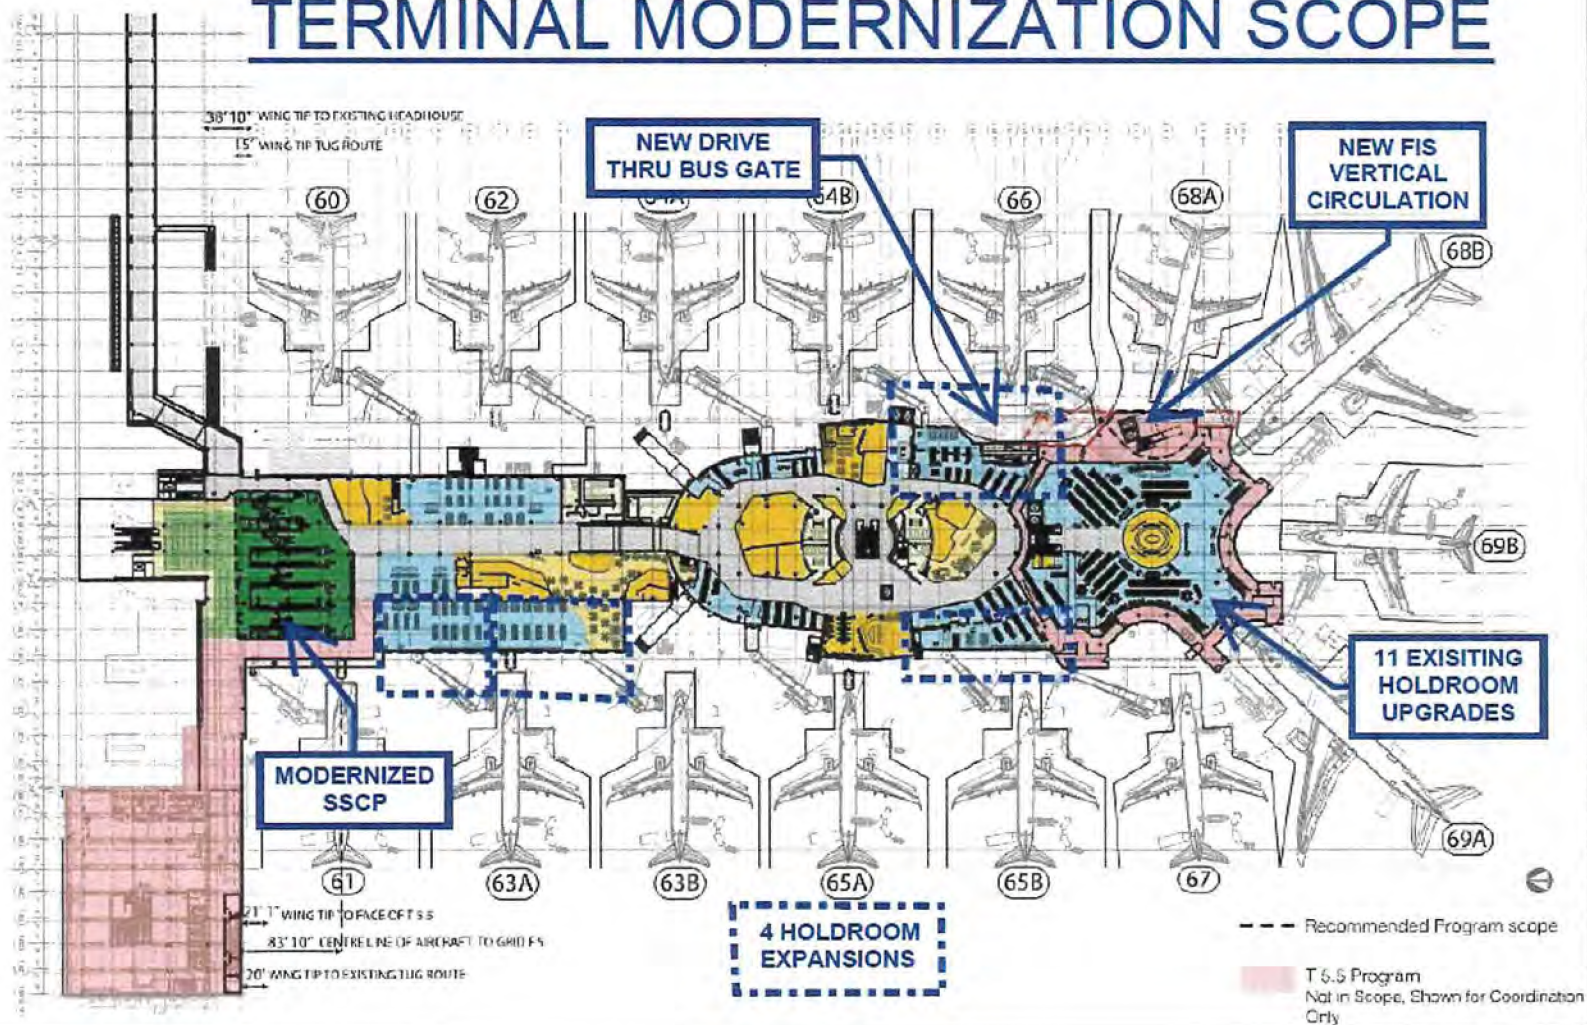 TERMINAL MODERNIZATION SCOPE
38'10" WING TIP TO EXISTING HEADHOUSE
15' WING TIP TUG ROUTE
NEW DRIVE
THRU BUS GATE
NEW FIS
VERTICAL
CIRCULATION
60
62
64A
64B
66
68A
68B
69B
11 EXISITING
HOLDROOM
UPGRADES
MODERNIZED
SSCP
69A
61
63A
63B
65A
65B
67
21' 1" WING TIP TO FACE OF T 5.5
83' 10" CENTRE LINE OF AIRCRAFT TO GRID F5
20' WING TIP TO EXISTING TUG ROUTE
4 HOLDROOM
EXPANSIONS
Recommended Program scope
T 5.5 Program
Not in Scope, Shown for Coordination
Only